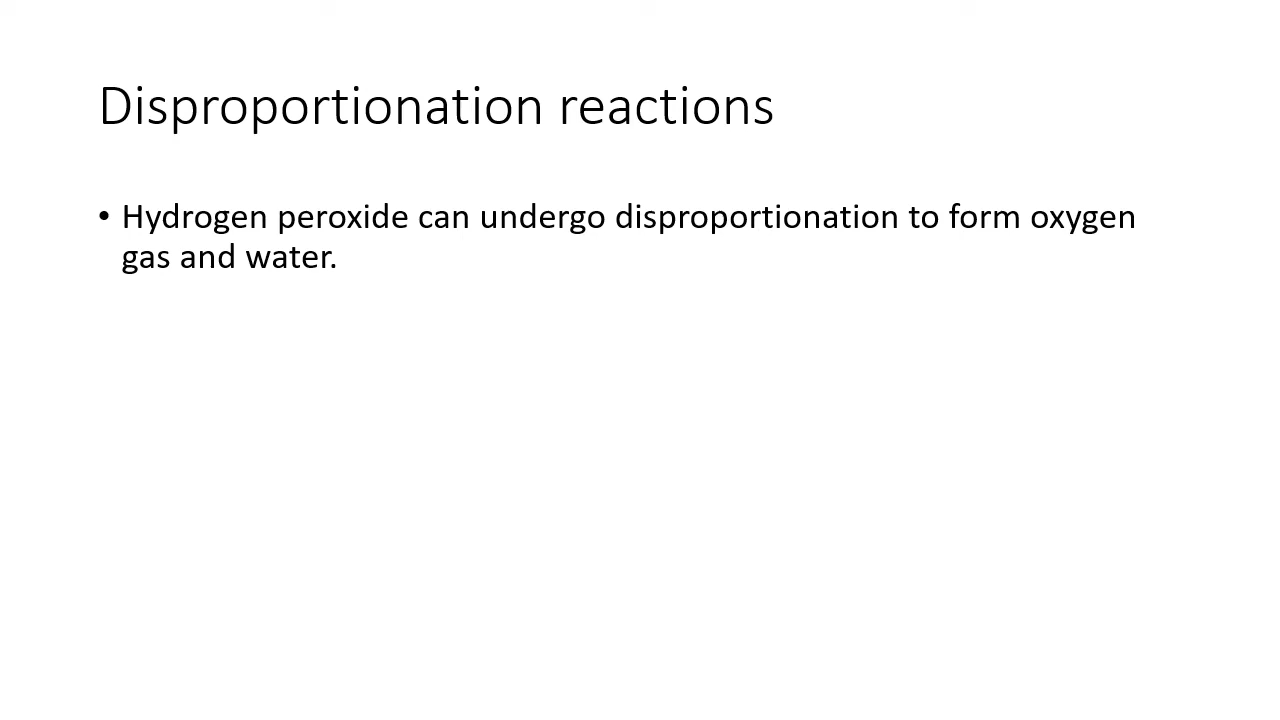 Disproportionation reactions
• Hydrogen peroxide can undergo disproportionation to form oxygen
gas and water.